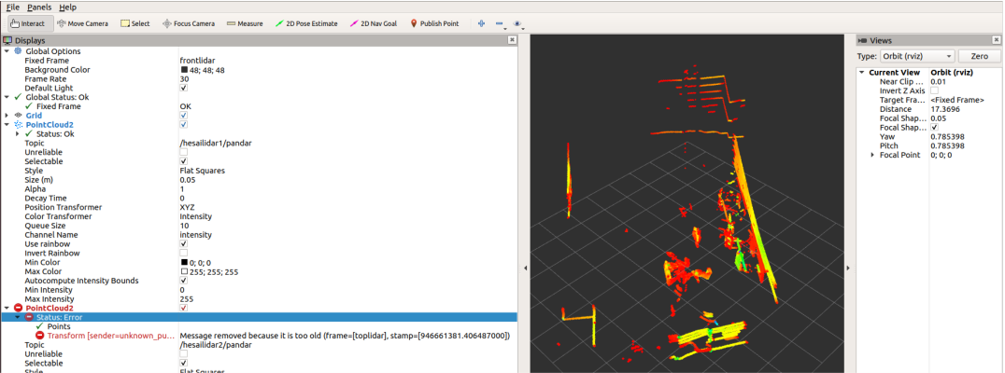 File Panels Help
Interact Move Camera Select Focus Camera Measure 2D Pose Estimate 2D Nav Goal Publish Point
Displays
Global Options
Fixed Frame frontlidar
Background Color 48; 48; 48
Frame Rate 30
Default Light
Global Status: Ok
Fixed Frame OK
Grid
PointCloud2
Status: Ok
Topic /hesailidar1/pandar
Unreliable
Selectable
Style Flat Squares
Size (m) 0.05
Alpha 1
Decay Time 0
Position Transformer XYZ
Color Transformer Intensity
Queue Size 10
Channel Name intensity
Use rainbow
Invert Rainbow
Min Color 0; 0; 0
Max Color 255; 255; 255
Autocompute Intensity Bounds
Min Intensity 0
Max Intensity 255
PointCloud2
Status: Error
Points
Transform [sender=unknown_pu... Message removed because it is too old (frame=[toplidar], stamp=[946661381.406487000])
Topic /hesailidar2/pandar
Unreliable
Selectable
Style Flat Squares
Views
Type: Orbit (rviz) Zero
Current View Orbit (rviz)
Near Clip ... 0.01
Invert Z Axis
Target Fra... <Fixed Frame>
Distance 17.3696
Focal Shap... 0.05
Focal Shap...
Yaw 0.785398
Pitch 0.785398
Focal Point 0; 0; 0